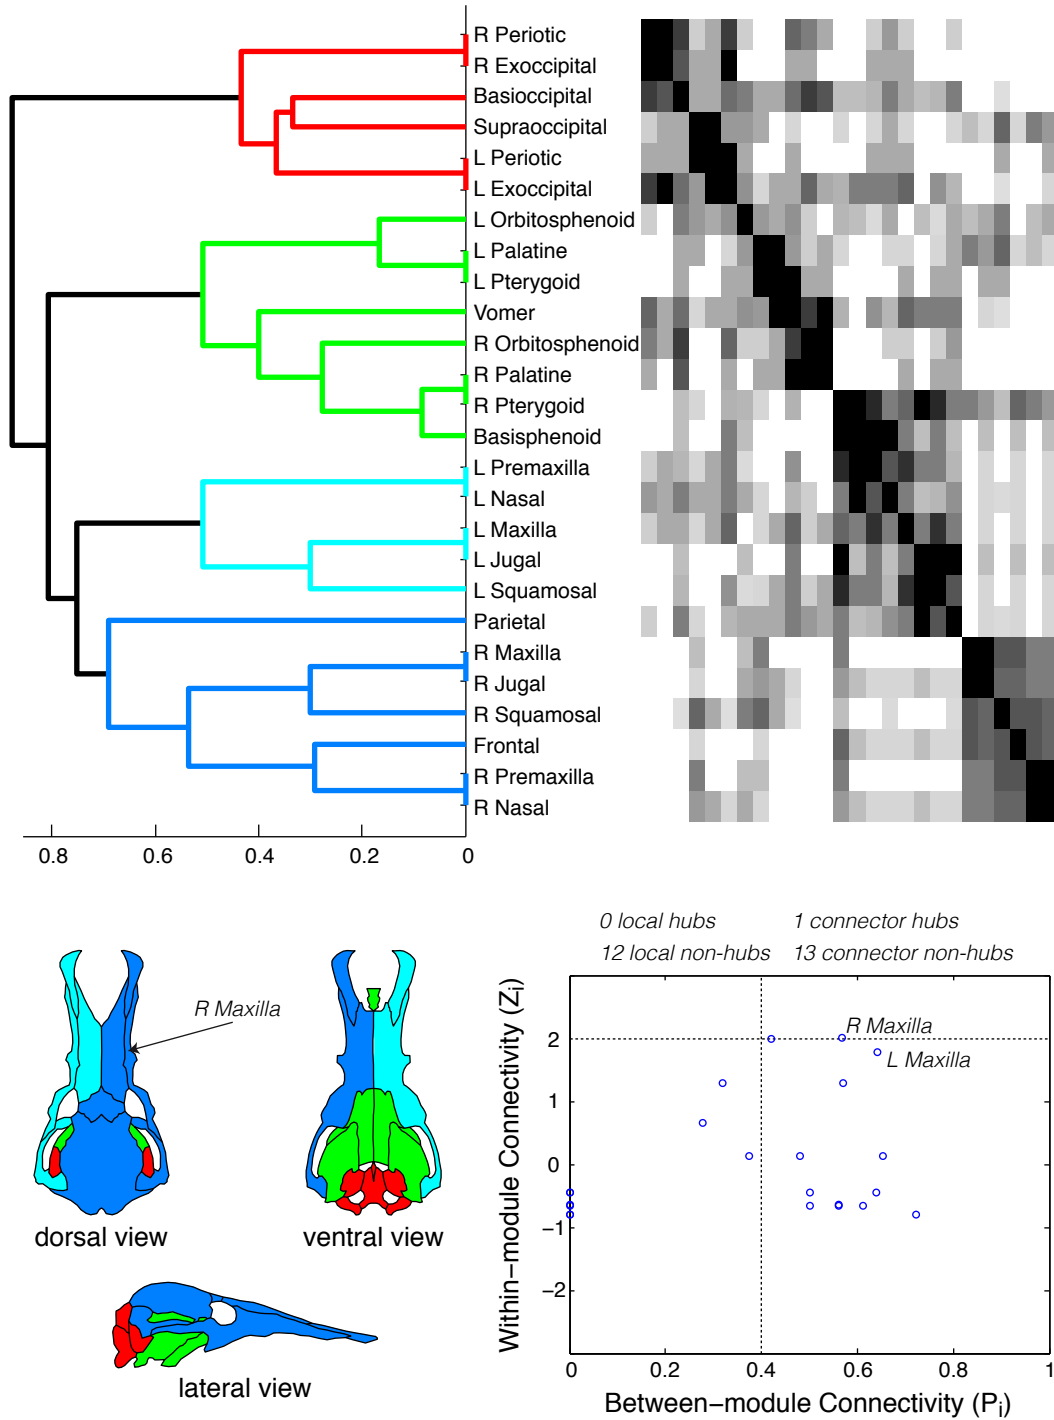 R Periotic
R Exoccipital
Basioccipital
Supraoccipital
L Periotic
L Exoccipital
L Orbitosphenoid
L Palatine
L Pterygoid
Vomer
R Orbitosphenoid
R Palatine
R Pterygoid
Basisphenoid
L Premaxilla
L Nasal
L Maxilla
L Jugal
L Squamosal
Parietal
R Maxilla
R Jugal
R Squamosal
Frontal
R Premaxilla
R Nasal
0.8 0.6 0.4 0.2 0
R Maxilla
dorsal view
ventral view
lateral view
0 local hubs 1 connector hubs
12 local non-hubs 13 connector non-hubs
Within-module Connectivity (Zi)
2
1
0
-1
-2
R Maxilla
L Maxilla
0 0.2 0.4 0.6 0.8 1
Between-module Connectivity (Pi)